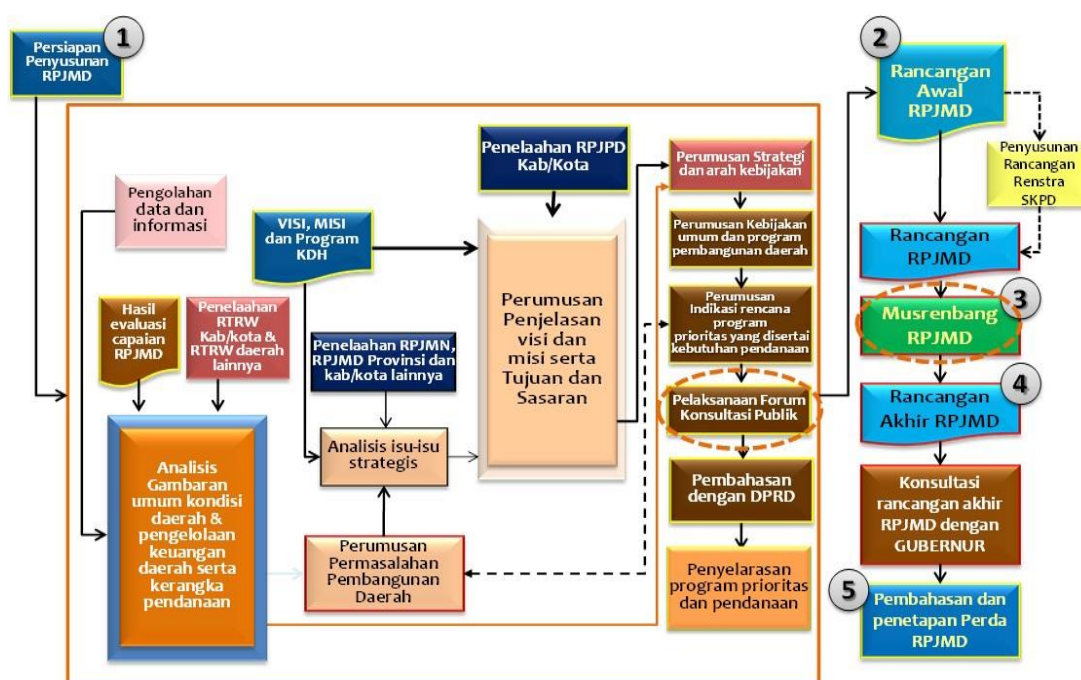 1
Persiapan
Penyusunan
RPJMD
Pengolahan
data dan
informasi
Hasil
evaluasi
capaian
RPJMD
Penelaahan
RTRW
Kab/kota &
RTRW daerah
lainnya
Analisis
Gambaran
umum kondisi
daerah &
pengelolaan
keuangan
daerah serta
kerangka
pendanaan
VISI, MISI
dan Program
KDH
Penelaahan RPJMN,
RPJMD Provinsi dan
kab/kota lainnya
Analisis isu-isu
strategis
Perumusan
Permasalahan
Pembangunan
Daerah
Penelaahan RPJPD
Kab/Kota
Perumusan
Penjelasan
visi dan
misi serta
Tujuan dan
Sasaran
Perumusan Strategi
dan arah kebijakan
Perumusan Kebijakan
umum dan program
pembangunan daerah
Perumusan
Indikasi rencana
program
prioritas yang disertai
kebutuhan pendanaan
Pelaksanaan Forum
Konsultasi Publik
Pembahasan
dengan DPRD
Penyelarasan
program prioritas
dan pendanaan
2
Rancangan
Awal
RPJMD
Penyusunan
Rancangan
Renstra
SKPD
Rancangan
RPJMD
3
Musrenbang
RPJMD
4
Rancangan
Akhir RPJMD
Konsultasi
rancangan akhir
RPJMD dengan
GUBERNUR
5
Pembahasan dan
penetapan Perda
RPJMD